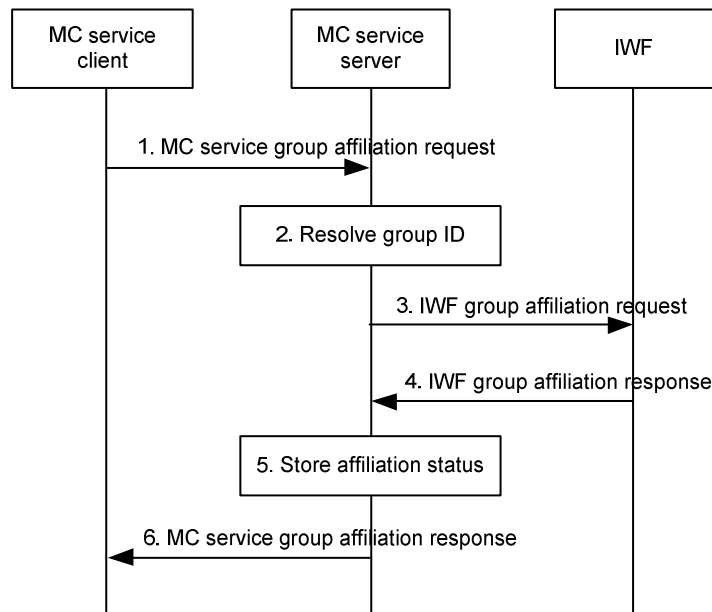 MC service
client
MC service
server
IWF
1. MC service group affiliation request
2. Resolve group ID
3. IWF group affiliation request
4. IWF group affiliation response
5. Store affiliation status
6. MC service group affiliation response